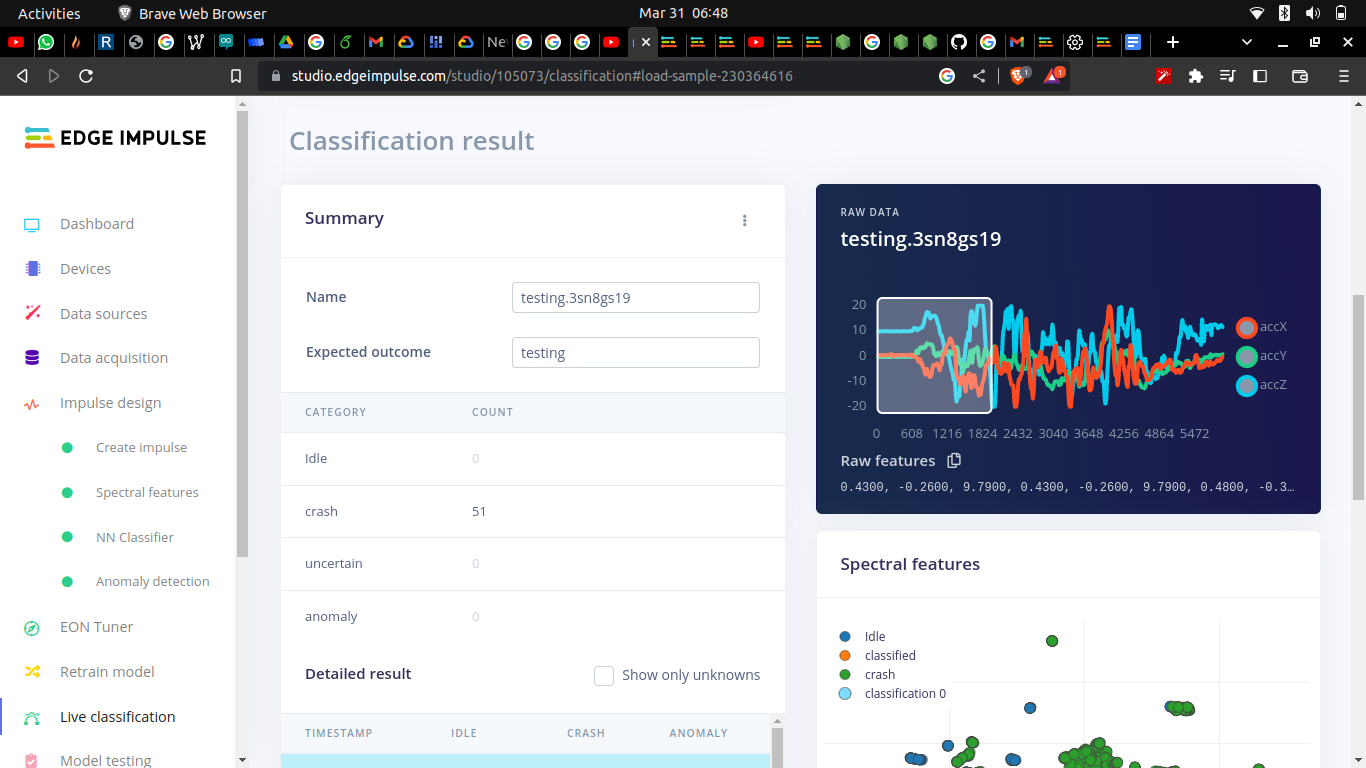 Activities
Brave Web Browser
Mar 31 06:48
R
W
Ne
studio.edgeimpulse.com/studio/105073/classification#load-sample-230364616
1
1
EDGE IMPULSE
Dashboard
Devices
Data sources
Data acquisition
Impulse design
Create impulse
Spectral features
NN Classifier
Anomaly detection
EON Tuner
Retrain model
Live classification
Model testing
Classification result
Summary
Name
testing.3sn8gs19
Expected outcome
testing
CATEGORY COUNT
Idle 0
crash 51
uncertain 0
anomaly 0
Detailed result
Show only unknowns
TIMESTAMP IDLE CRASH ANOMALY
RAW DATA
testing.3sn8gs19
20
10
0
-10
-20
0 608 1216 1824 2432 3040 3648 4256 4864 5472
accX
accY
accZ
Raw features
0.4300, -0.2600, 9.7900, 0.4300, -0.2600, 9.7900, 0.4800, -0.3…
Spectral features
Idle
classified
crash
classification 0